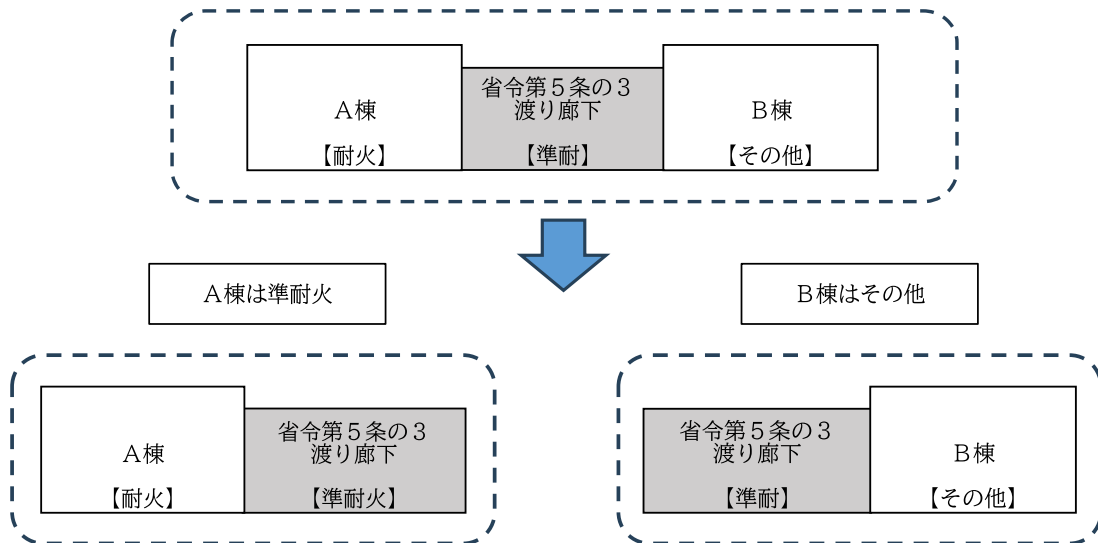 Ａ棟
【耐火】
省令第５条の３
渡り廊下
【準耐】
Ｂ棟
【その他】
Ａ棟は準耐火
Ｂ棟はその他
Ａ棟
【耐火】
省令第５条の３
渡り廊下
【準耐火】
省令第５条の３
渡り廊下
【準耐】
Ｂ棟
【その他】